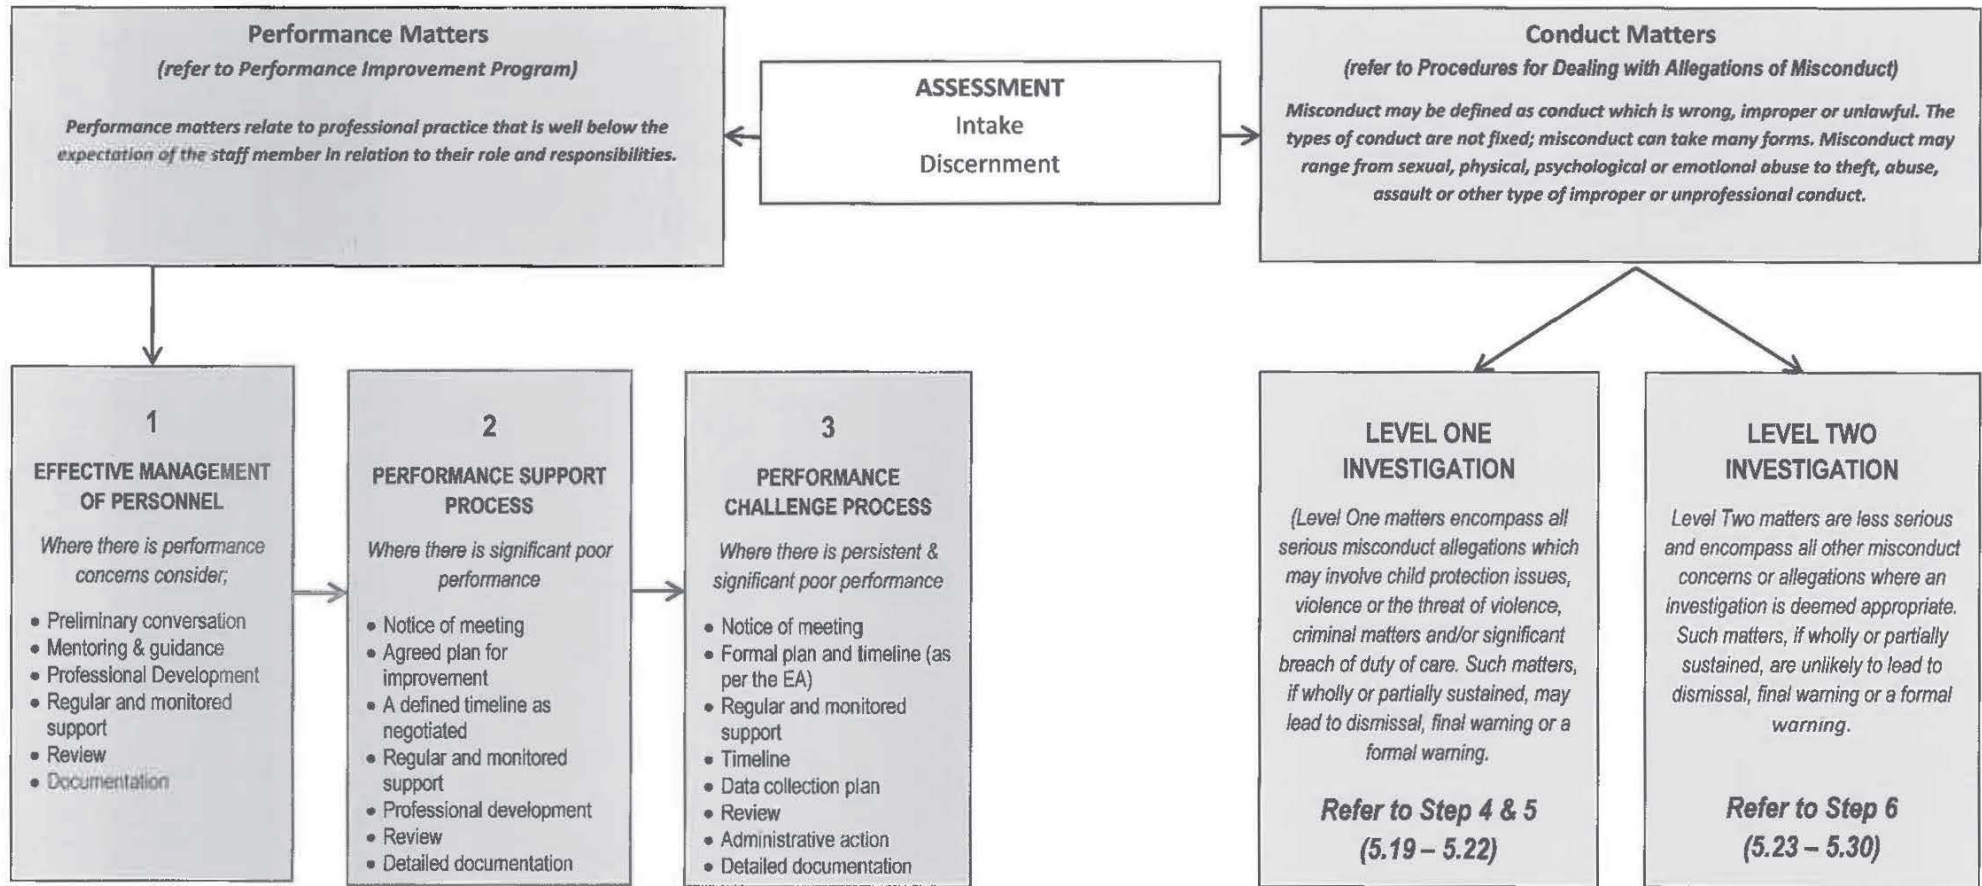 Performance Matters
(refer to Performance Improvement Program)
Performance matters relate to professional practice that is well below the
expectation of the staff member in relation to their role and responsibilities.
ASSESSMENT
Intake
Discernment
Conduct Matters
(refer to Procedures for Dealing with Allegations of Misconduct)
Misconduct may be defined as conduct which is wrong, improper or unlawful. The
types of conduct are not fixed; misconduct can take many forms. Misconduct may
range from sexual, physical, psychological or emotional abuse to theft, abuse,
assault or other type of improper or unprofessional conduct.
1
EFFECTIVE MANAGEMENT
OF PERSONNEL
Where there is performance
concerns consider;
• Preliminary conversation
• Mentoring & guidance
• Professional Development
• Regular and monitored
support
• Review
• Documentation
2
PERFORMANCE SUPPORT
PROCESS
Where there is significant poor
performance
• Notice of meeting
• Agreed plan for
improvement
• A defined timeline as
negotiated
• Regular and monitored
support
• Professional development
• Review
• Detailed documentation
3
PERFORMANCE
CHALLENGE PROCESS
Where there is persistent &
significant poor performance
• Notice of meeting
• Formal plan and timeline (as
per the EA)
• Regular and monitored
support
• Timeline
• Data collection plan
• Review
• Administrative action
• Detailed documentation
LEVEL ONE
INVESTIGATION
(Level One matters encompass all
serious misconduct allegations which
may involve child protection issues,
violence or the threat of violence,
criminal matters and/or significant
breach of duty of care. Such matters,
if wholly or partially sustained, may
lead to dismissal, final warning or a
formal warning.
Refer to Step 4 & 5
(5.19 – 5.22)
LEVEL TWO
INVESTIGATION
Level Two matters are less serious
and encompass all other misconduct
concerns or allegations where an
investigation is deemed appropriate.
Such matters, if wholly or partially
sustained, are unlikely to lead to
dismissal, final warning or a formal
warning.
Refer to Step 6
(5.23 – 5.30)